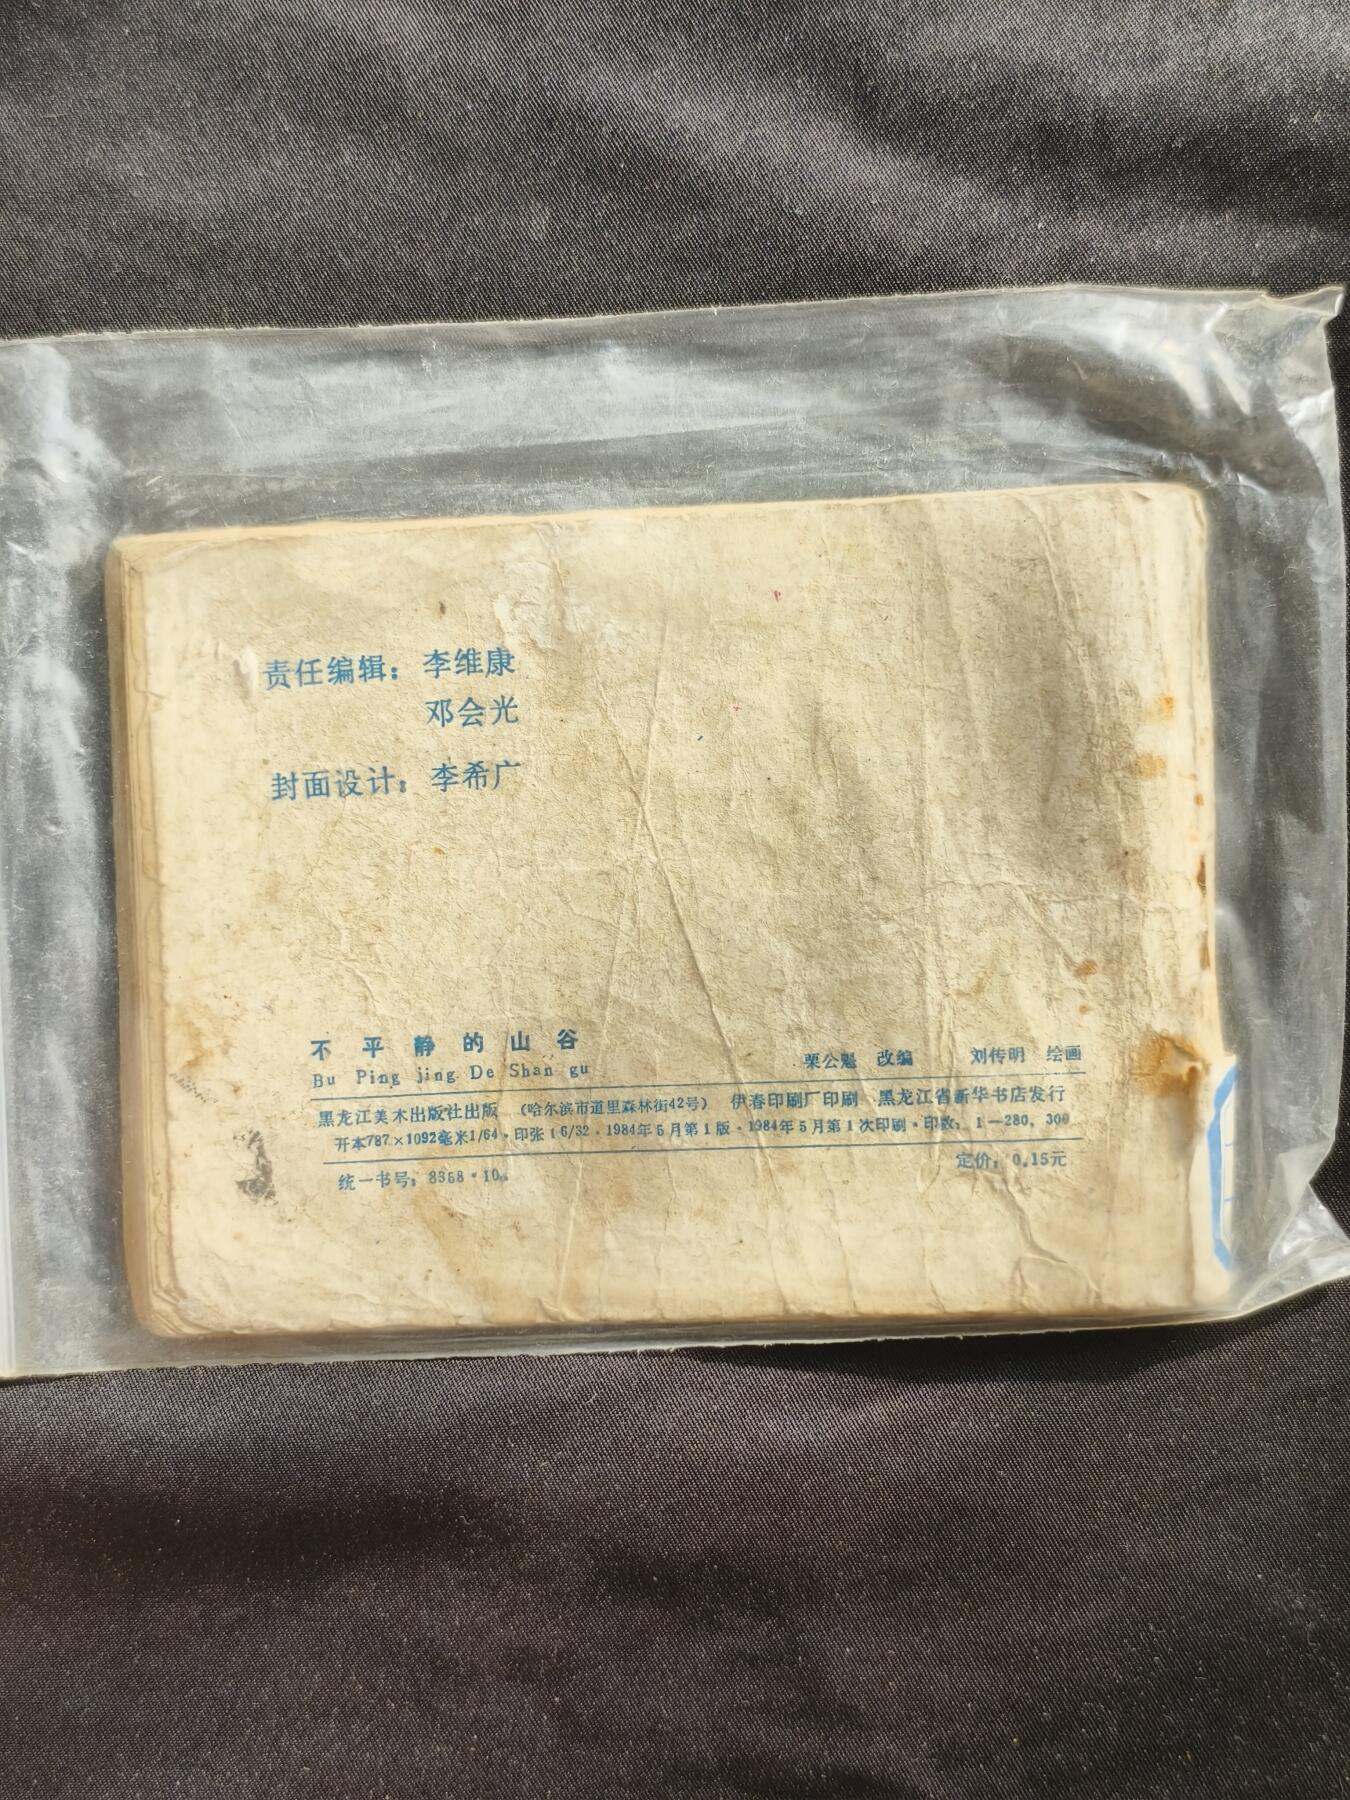 责任编辑：李维康
邓会光
封面设计：李希广
不平静的山谷
Bu Ping jing De Shan gu
栗公魁 改编 刘传明 绘画
黑龙江美术出版社出版 （哈尔滨市道里森林街42号） 伊春印刷厂印刷 黑龙江省新华书店发行
开本787×1092毫米1/64·印张1 6/32·1984年5月第1版·1984年5月第1次印刷·印数：1—280，300
统一书号：8358·10
定价：0.15元